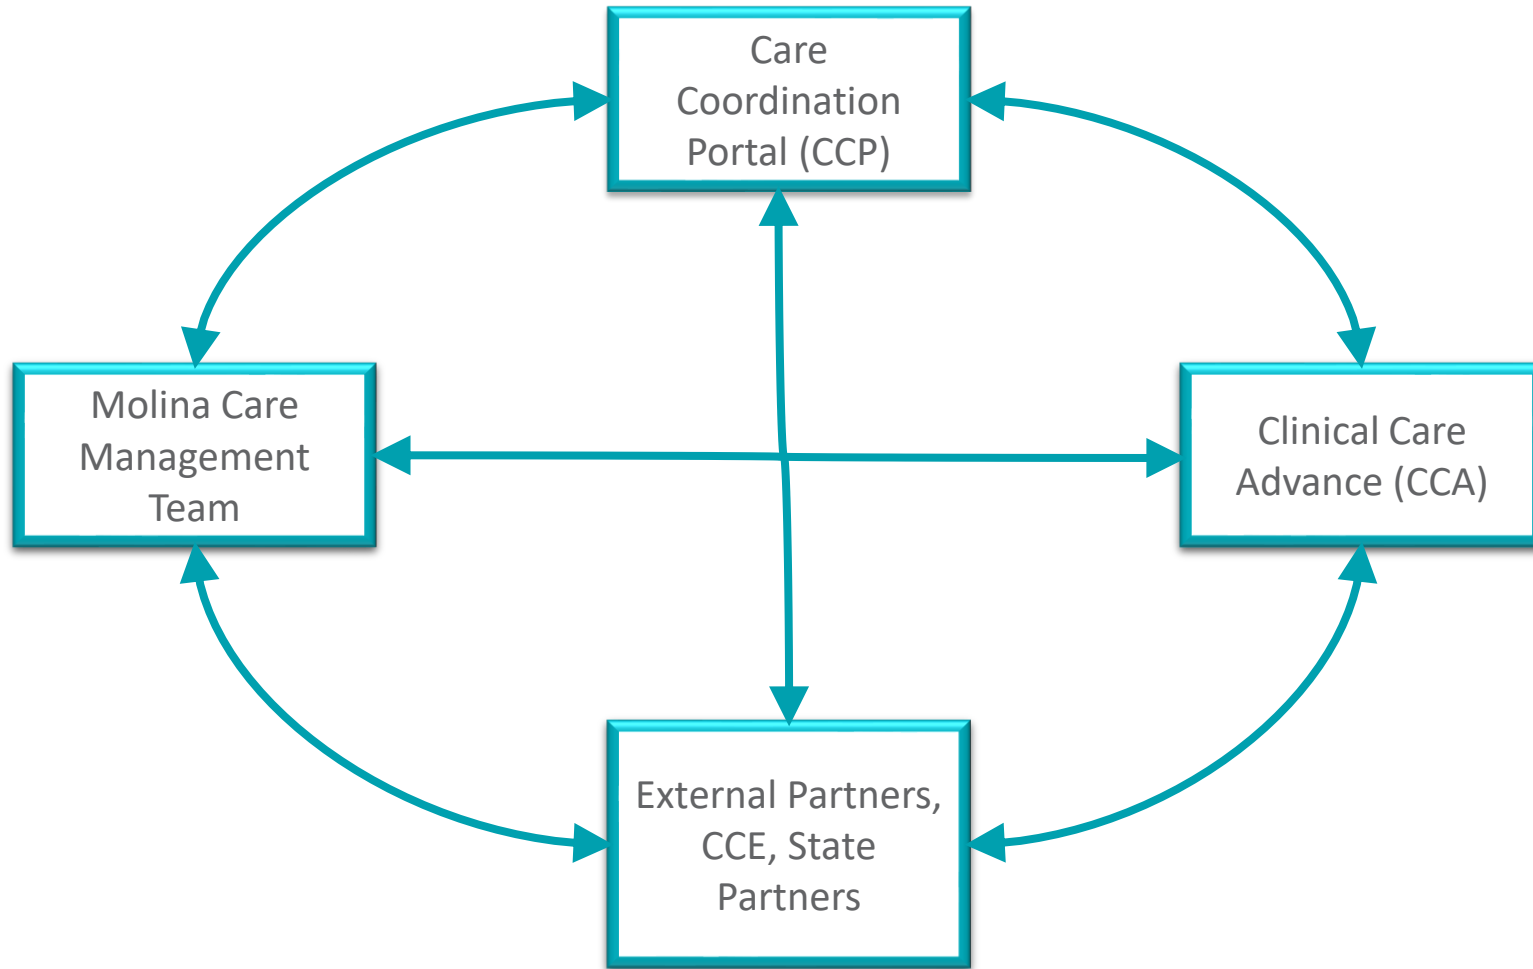 Care
Coordination
Portal (CCP)
Molina Care
Management
Team
Clinical Care
Advance (CCA)
External Partners,
CCE, State
Partners